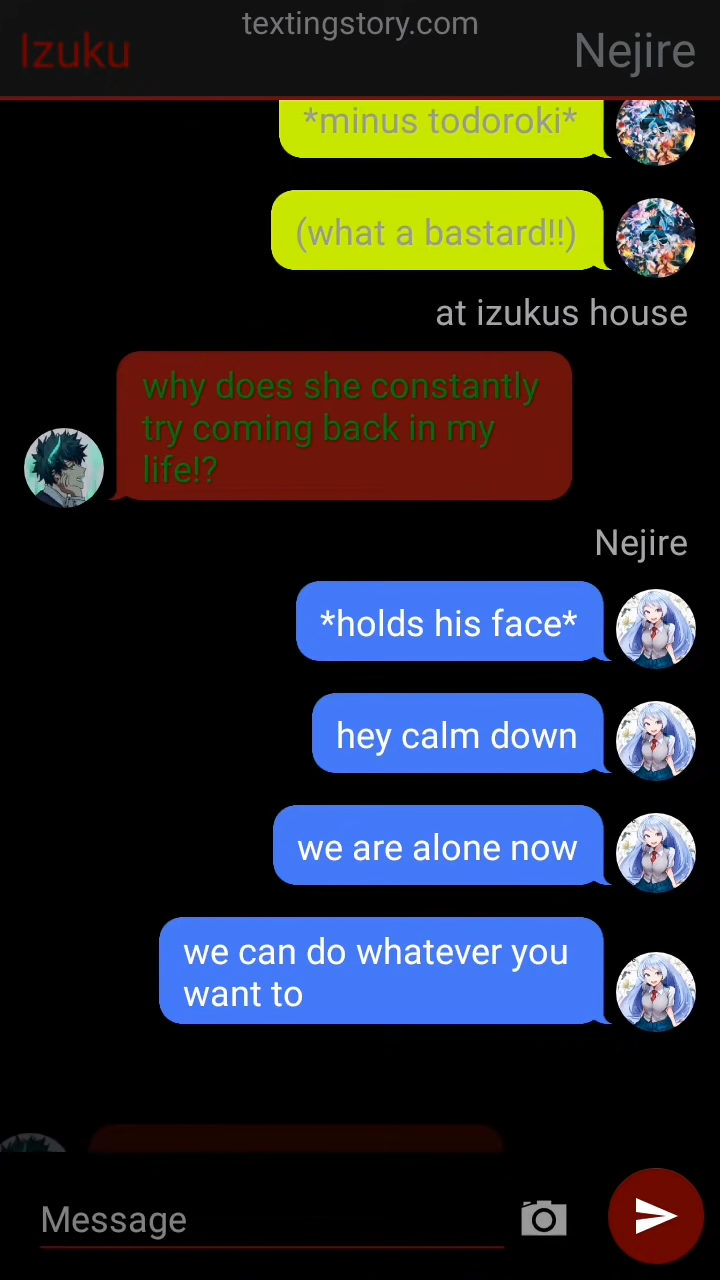 textingstory.com
Izuku
Nejire
*minus todoroki*
(what a bastard!!)
at izukus house
why does she constantly
try coming back in my
life!?
Nejire
*holds his face*
hey calm down
we are alone now
we can do whatever you
want to
Message